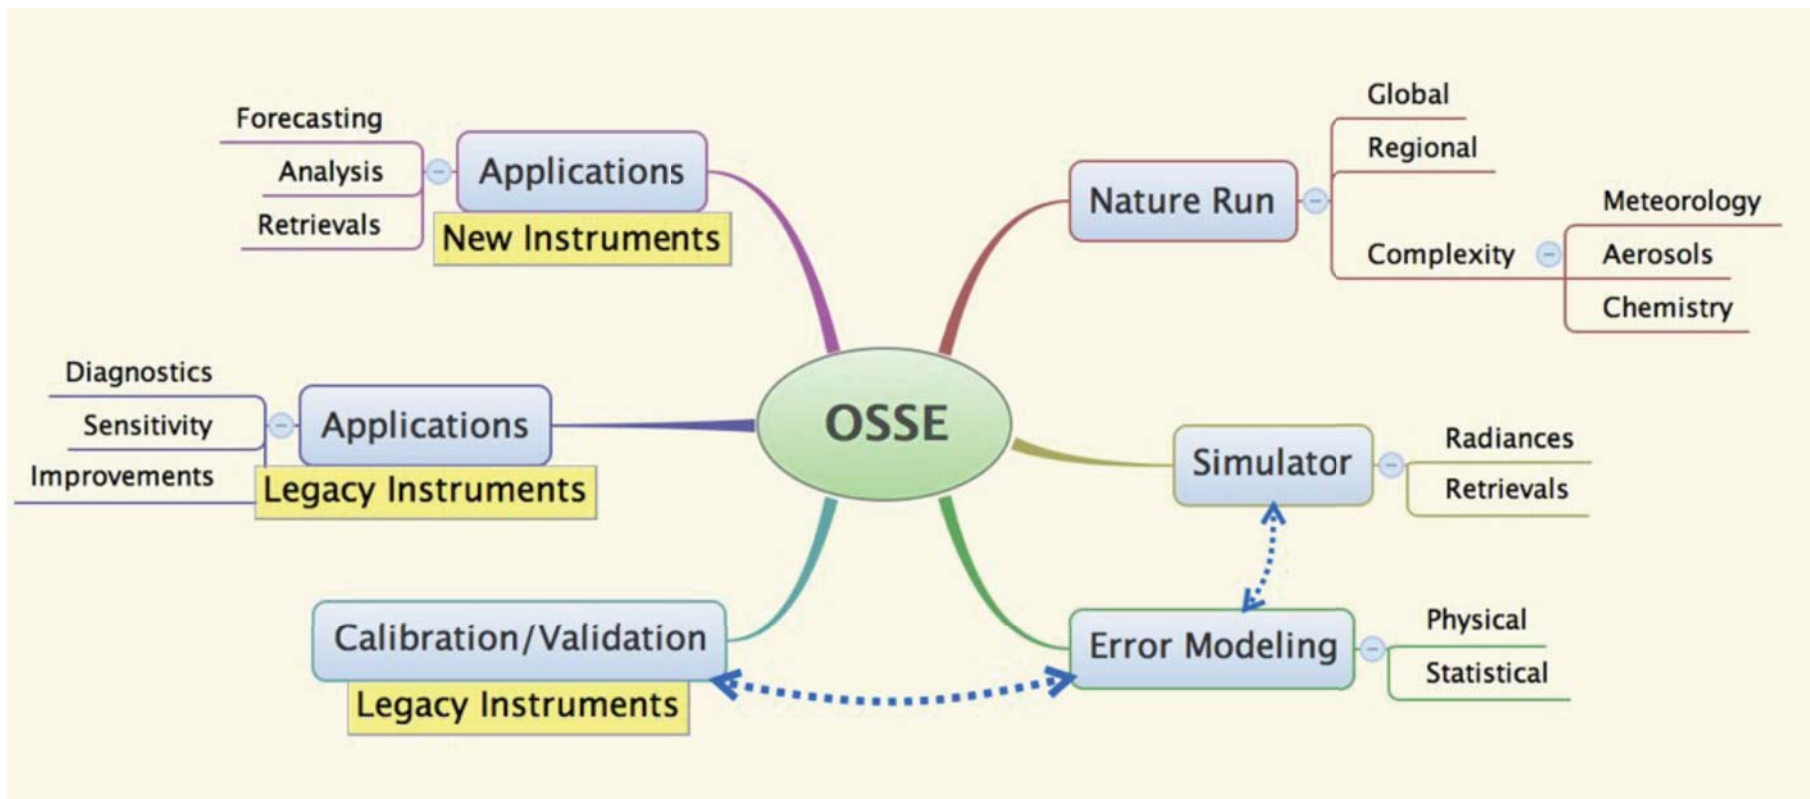 Forecasting
Analysis
Retrievals
Applications
New Instruments
Diagnostics
Sensitivity
Improvements
Applications
Legacy Instruments
Calibration/Validation
Legacy Instruments
OSSE
Nature Run
Global
Regional
Complexity
Meteorology
Aerosols
Chemistry
Simulator
Radiances
Retrievals
Error Modeling
Physical
Statistical